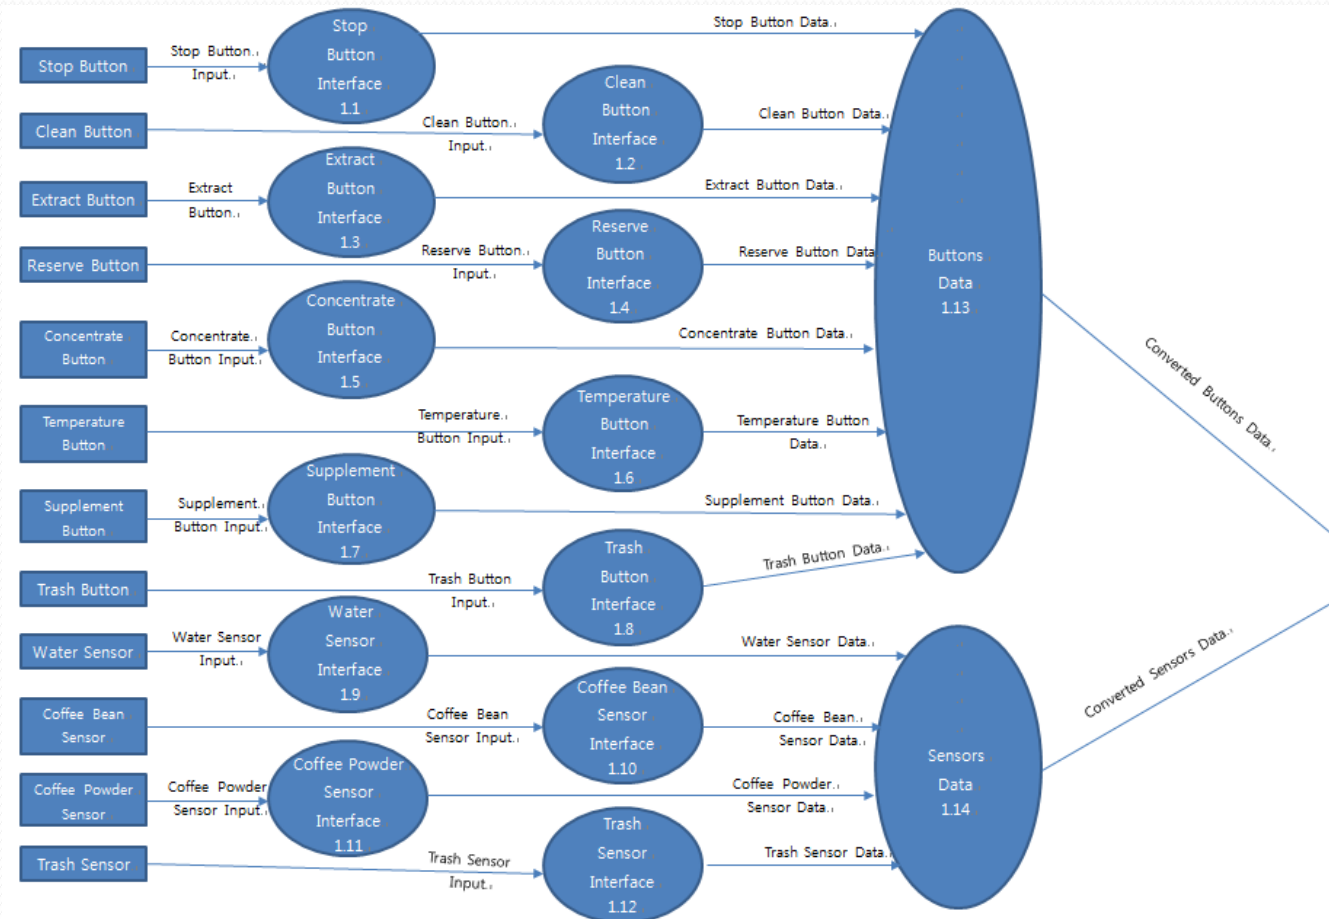 Stop Button
Stop Button
Input
Stop
Button
Interface
1.1
Stop Button Data
Clean Button
Clean Button
Input
Clean
Button
Interface
1.2
Clean Button Data
Extract Button
Extract
Button
Extract
Button
Interface
1.3
Extract Button Data
Reserve Button
Reserve Button
Input
Reserve
Button
Interface
1.4
Reserve Button Data
Concentrate
Button
Concentrate
Button Input
Concentrate
Button
Interface
1.5
Concentrate Button Data
Temperature
Button
Temperature
Button Input
Temperature
Button
Interface
1.6
Temperature Button
Data
Supplement
Button
Supplement
Button Input
Supplement
Button
Interface
1.7
Supplement Button Data
Trash Button
Trash Button
Input
Trash
Button
Interface
1.8
Trash Button Data
Buttons
Data
1.13
Converted Buttons Data
Water Sensor
Water Sensor
Input
Water
Sensor
Interface
1.9
Water Sensor Data
Coffee Bean
Sensor
Coffee Bean
Sensor Input
Coffee Bean
Sensor
Interface
1.10
Coffee Bean
Sensor Data
Coffee Powder
Sensor
Coffee Powder
Sensor Input
Coffee Powder
Sensor
Interface
1.11
Coffee Powder
Sensor Data
Trash Sensor
Trash Sensor
Input
Trash
Sensor
Interface
1.12
Trash Sensor Data
Sensors
Data
1.14
Converted Sensors Data